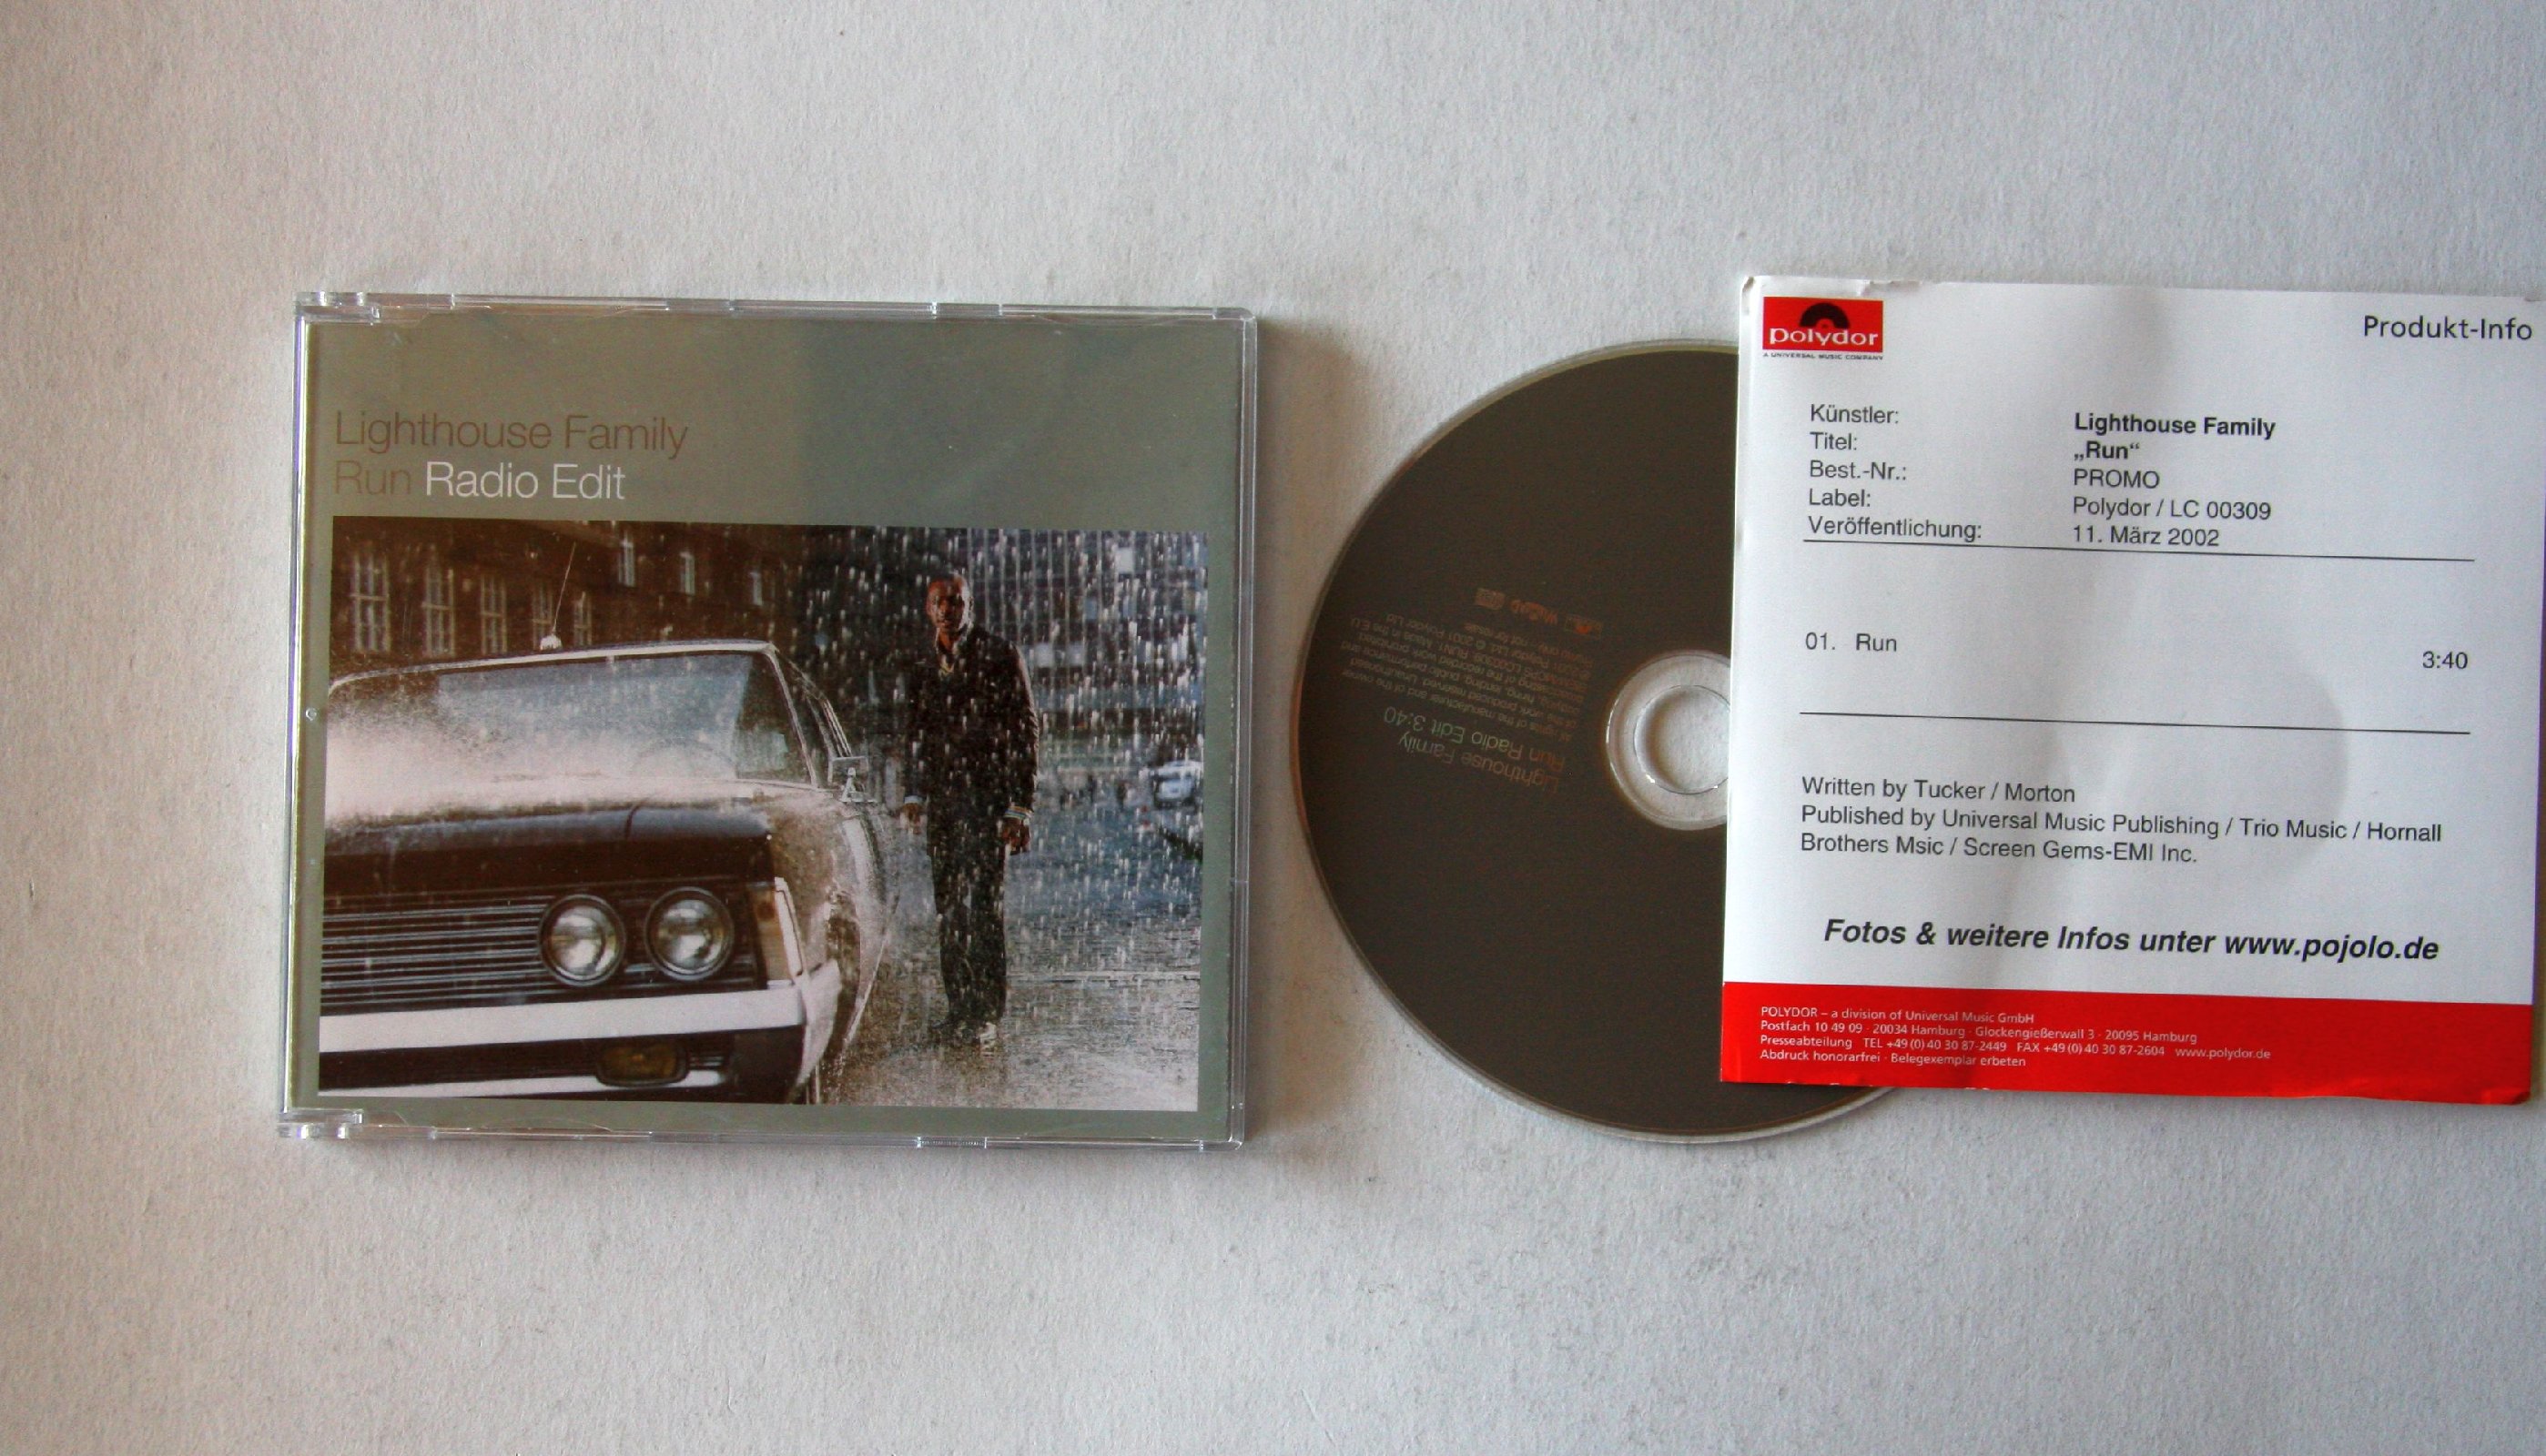 Lighthouse Family
Run Radio Edit
Lighthouse Family
Run Radio Edit 3:40
polydor
A UNIVERSAL MUSIC COMPANY
Produkt-Info
Künstler: Lighthouse Family
Titel: „Run“
Best.-Nr.: PROMO
Label: Polydor / LC 00309
Veröffentlichung: 11. März 2002
01. Run 3:40
Written by Tucker / Morton
Published by Universal Music Publishing / Trio Music / Hornall
Brothers Msic / Screen Gems-EMI Inc.
Fotos & weitere Infos unter www.pojolo.de
POLYDOR – a division of Universal Music GmbH
Postfach 10 49 09 · 20034 Hamburg · Glockengießerwall 3 · 20095 Hamburg
Presseabteilung TEL +49 (0) 40 30 87-2449 FAX +49 (0) 40 30 87-2604 www.polydor.de
Abdruck honorarfrei · Belegexemplar erbeten